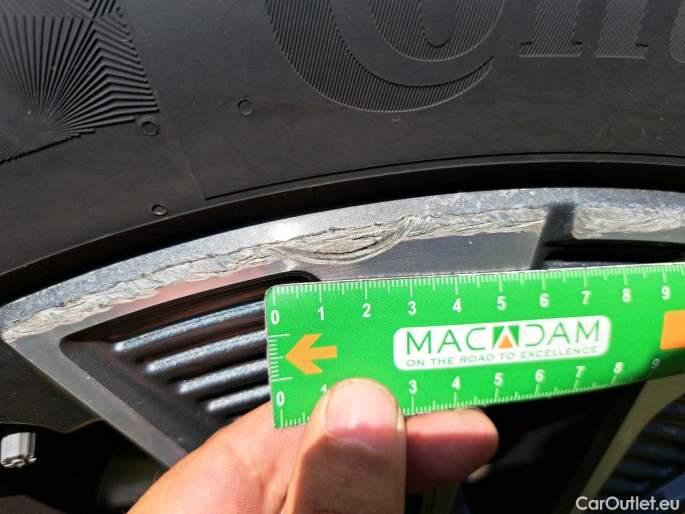 0 1 2 3 4 5 6 7 8 9
MACADAM
ON THE ROAD TO EXCELLENCE
0 1 3 4 5 6 7 8 9
CarOutlet.eu